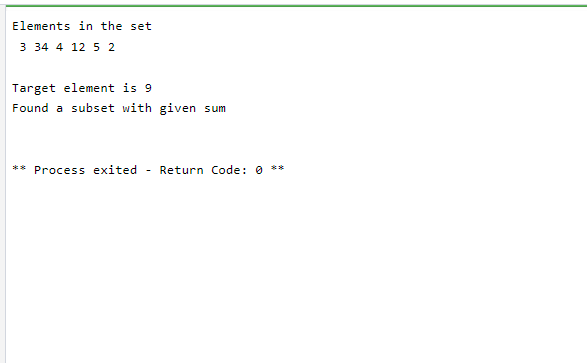 Elements in the set
3 34 4 12 5 2
Target element is 9
Found a subset with given sum
** Process exited - Return Code: 0 **